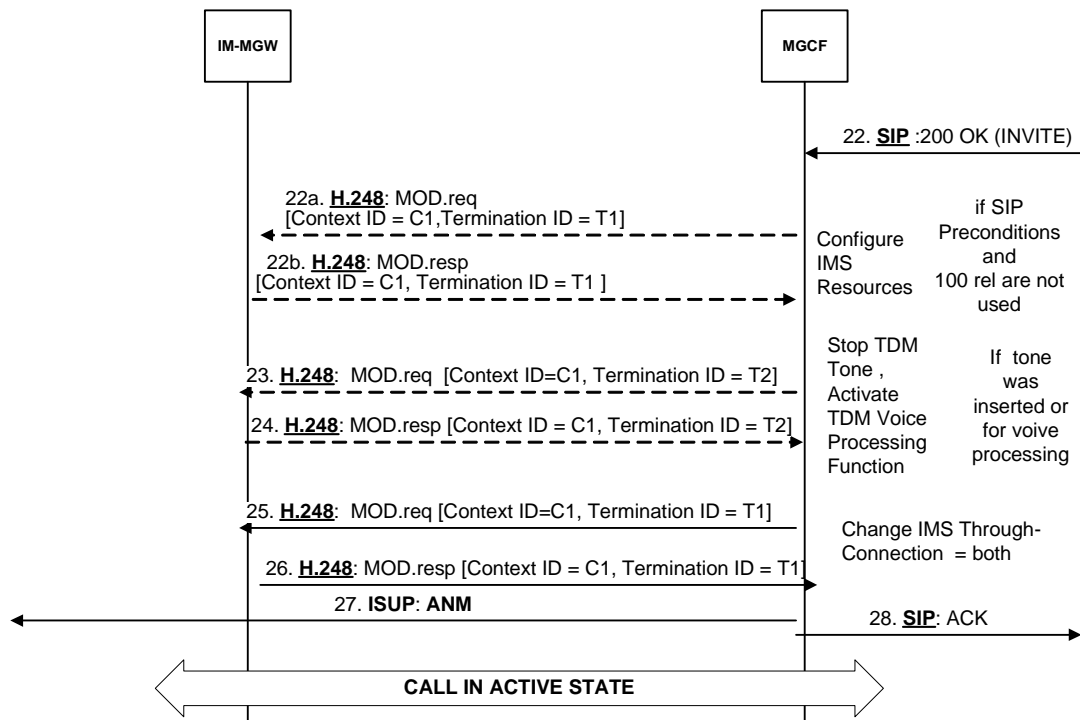 IM-MGW
MGCF
22. SIP :200 OK (INVITE)
22a. H.248: MOD.req
[Context ID = C1,Termination ID = T1]
22b. H.248: MOD.resp
[Context ID = C1, Termination ID = T1 ]
Configure
IMS
Resources
if SIP
Preconditions
and
100 rel are not
used
23. H.248:  MOD.req  [Context ID=C1, Termination ID = T2]
24. H.248: MOD.resp [Context ID = C1, Termination ID = T2]
Stop TDM
Tone ,
Activate
TDM Voice
Processing
Function
If  tone
was
inserted or
for voive
processing
25. H.248:  MOD.req [Context ID=C1, Termination ID = T1]
26. H.248: MOD.resp [Context ID = C1, Termination ID = T1]
Change IMS Through-
Connection  = both
27. ISUP: ANM
28. SIP: ACK
CALL IN ACTIVE STATE